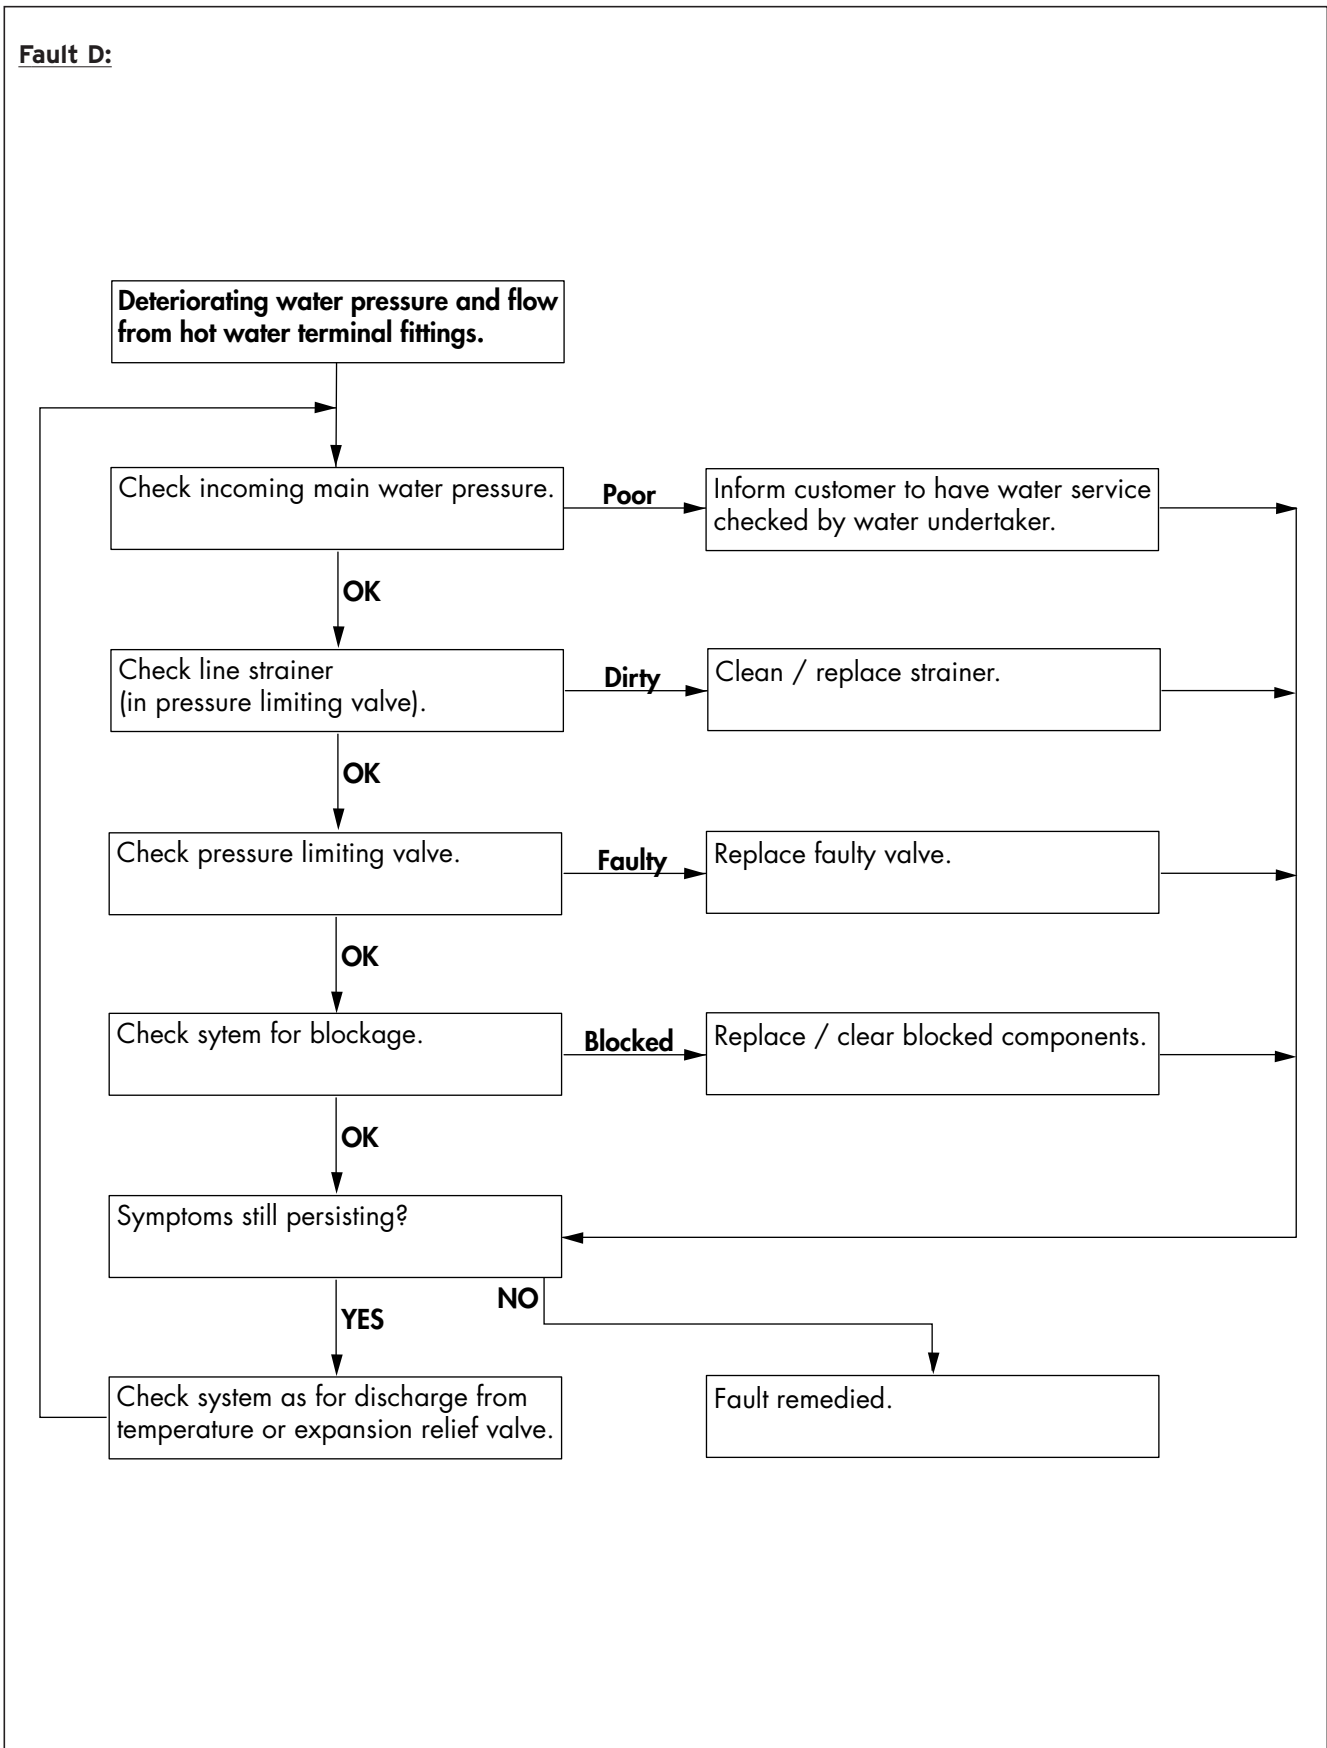 Fault D:
Deteriorating water pressure and flow
from hot water terminal fittings.
Check incoming main water pressure.
Poor
Inform customer to have water service
checked by water undertaker.
OK
Check line strainer
(in pressure limiting valve).
Dirty
Clean / replace strainer.
OK
Check pressure limiting valve.
Faulty
Replace faulty valve.
OK
Check sytem for blockage.
Blocked
Replace / clear blocked components.
OK
Symptoms still persisting?
NO
YES
Check system as for discharge from
temperature or expansion relief valve.
Fault remedied.